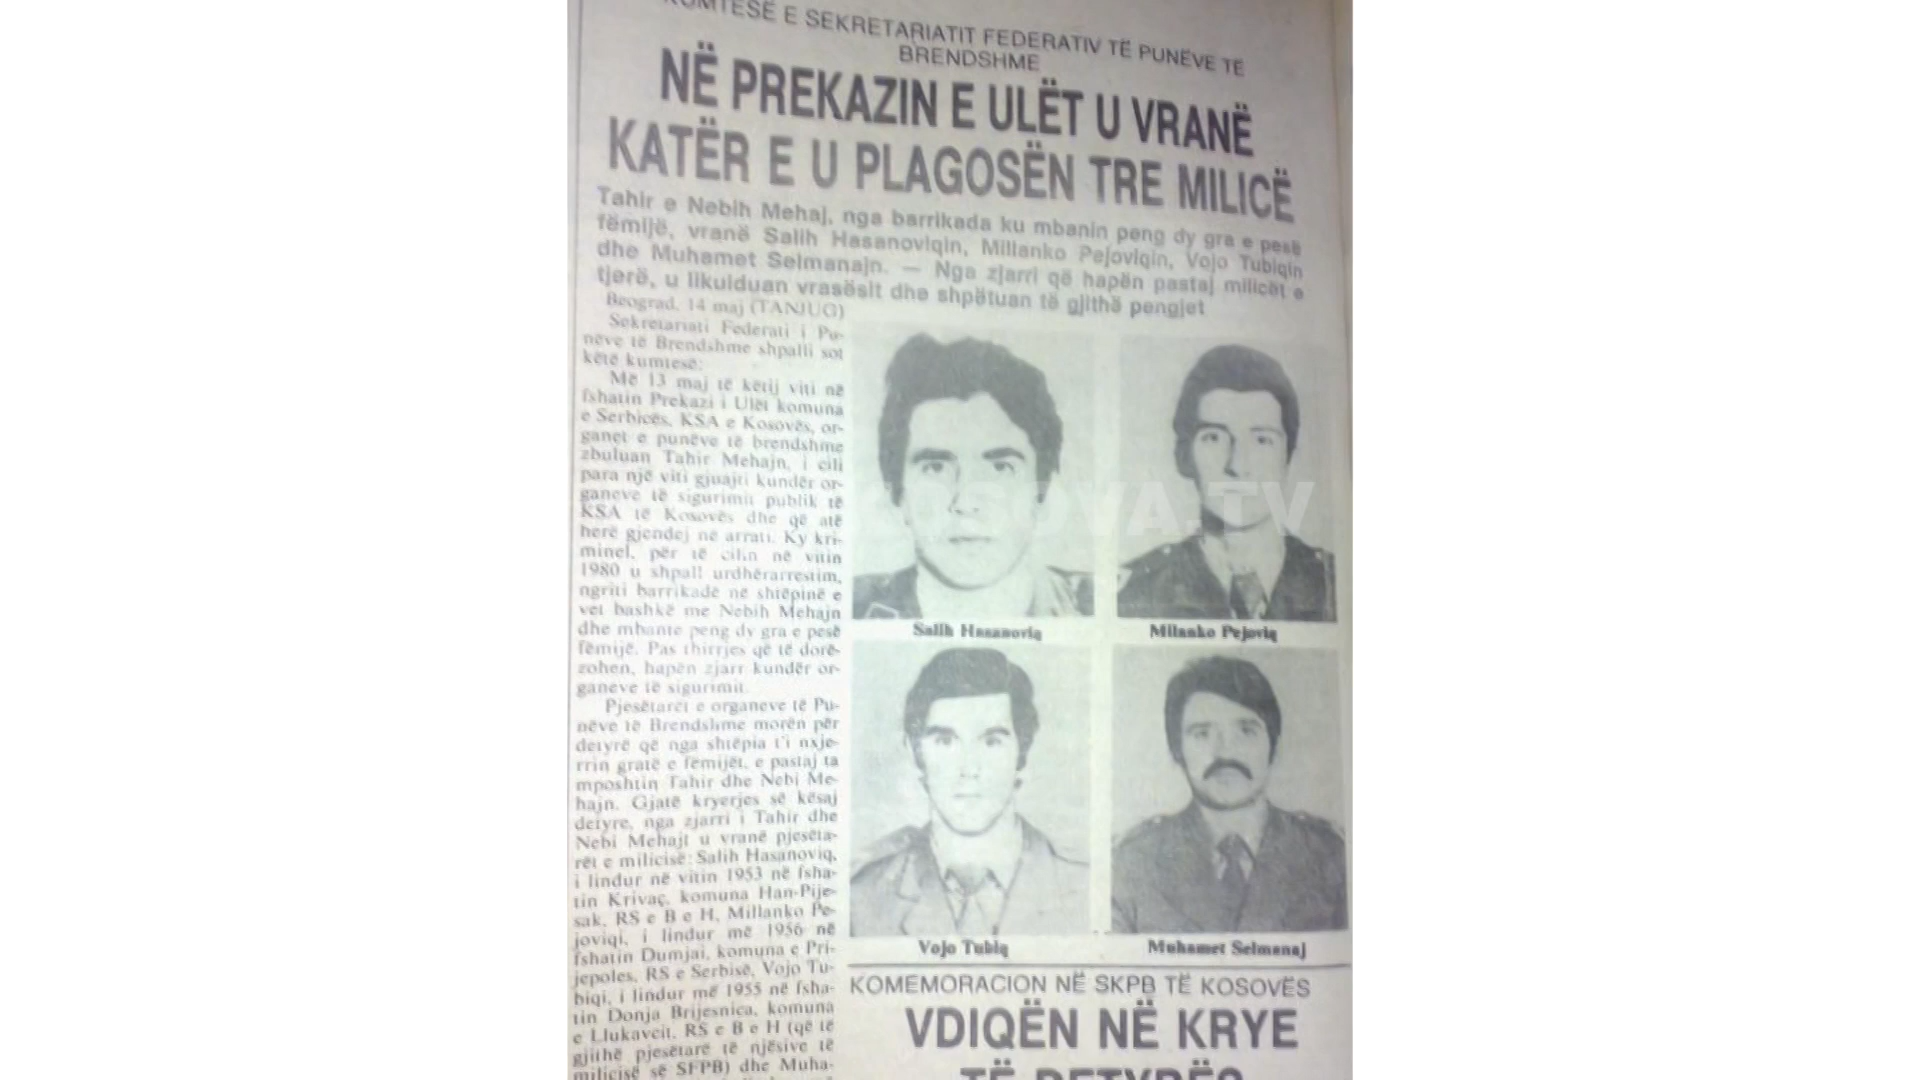 KUMTESË E SEKRETARIATIT FEDERATIV TË PUNËVE TË
BRENDSHME
NË PREKAZIN E ULËT U VRANË
KATËR E U PLAGOSËN TRE MILICË
Tahir e Nebih Mehaj, nga barrikada ku mbanin peng dy gra e pesë
fëmijë, vranë Salih Hasanoviqin, Millanko Pejoviqin, Vojo Tubiqin
dhe Muhamet Selmanajn. — Nga zjarri që hapën pastaj milicët e
tjerë, u likuiduan vrasësit dhe shpëtuan të gjithë pengjet
Beograd, 14 maj (TANJUG)
Sekretariati Federati i Pu-
nëve të Brendshme shpalli sot
këtë kumtesë:
Më 13 maj të këtij viti në
fshatin Prekazi i Ulët komuna
e Serbicës, KSA e Kosovës, or-
ganet e punëve të brendshme
zbuluan Tahir Mehajn, i cili
para një viti gjuajti kundër or-
ganeve të sigurimit publik të
KSA të Kosovës dhe që atë
herë gjendej në arrati. Ky kri-
minel, për të cilin në vitin
1980 u shpall urdhërarrestim,
ngriti barrikadë në shtëpinë e
vet bashkë me Nebih Mehajn
dhe mbante peng dy gra e pesë
fëmijë. Pas thirrjes që të dorë-
zohen, hapën zjarr kundër or-
ganeve të sigurimit.
Pjesëtarët e organeve të Pu-
nëve të Brendshme morën për
detyrë që nga shtëpia t'i nxje-
rrin gratë e fëmijët, e pastaj ta
mposhtin Tahir dhe Nebi Me-
hajn. Gjatë kryerjes së kësaj
detyre, nga zjarri i Tahir dhe
Nebi Mehajt u vranë pjesëta-
rët e milicisë: Salih Hasanoviq,
i lindur në vitin 1953 në fsha-
tin Krivaç, komuna Han-Pije-
sak, RS e B e H, Millanko Pe-
joviqi, i lindur më 1956 në
fshatin Dumjai, komuna e Pri-
jepoles, RS e Serbisë, Vojo Tu-
biqi, i lindur më 1955 në fsha-
tin Donja Brijesnica, komuna
e Llukavcit, RS e B e H (që të
gjithë pjesëtarë të njësive të
milicisë së SFPB) dhe Muha-
Salih Hasanoviq
Milanko Pejoviq
Vojo Tubiq
Muhamet Selmanaj
KOSOVA.TV
KOMEMORACION NË SKPB TË KOSOVËS
VDIQËN NË KRYE
TË DETYRËS